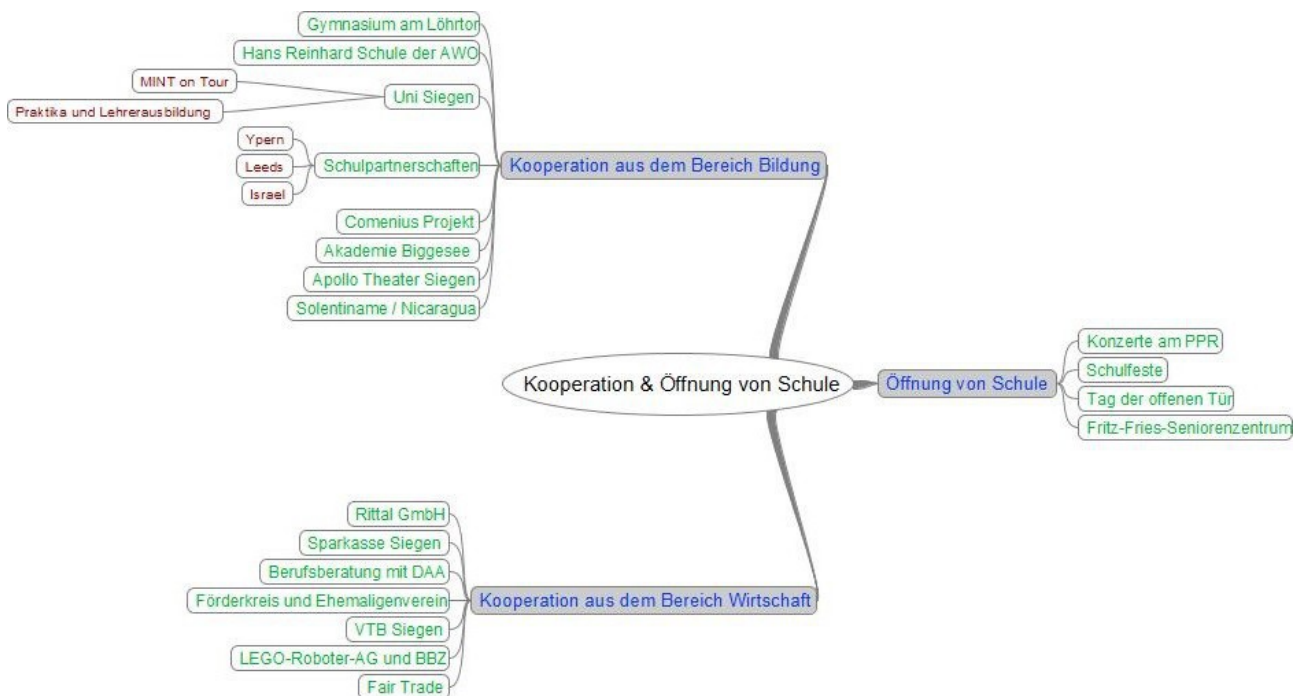 Gymnasium am Löhrtor
Hans Reinhard Schule der AWO
MINT on Tour
Uni Siegen
Praktika und Lehrerausbildung
Ypern
Leeds
Schulpartnerschaften
Israel
Kooperation aus dem Bereich Bildung
Comenius Projekt
Akademie Biggesee
Apollo Theater Siegen
Solentiname / Nicaragua
Kooperation & Öffnung von Schule
Öffnung von Schule
Konzerte am PPR
Schulfeste
Tag der offenen Tür
Fritz-Fries-Seniorenzentrum
Rittal GmbH
Sparkasse Siegen
Berufsberatung mit DAA
Förderkreis und Ehemaligenverein
Kooperation aus dem Bereich Wirtschaft
VTB Siegen
LEGO-Roboter-AG und BBZ
Fair Trade